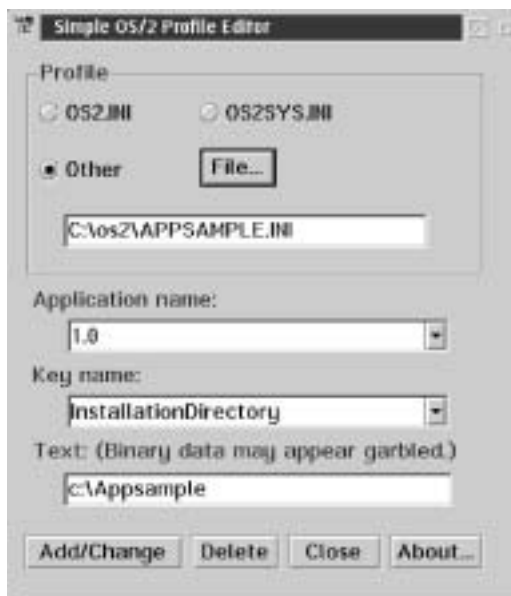 Simple OS/2 Profile Editor
Profile
OS2.INI OS2SYS.INI
Other File...
C:\os2\APPSAMPLE.INI
Application name:
1.0
Key name:
InstallationDirectory
Text: (Binary data may appear garbled.)
c:\Appsample
Add/Change Delete Close About...